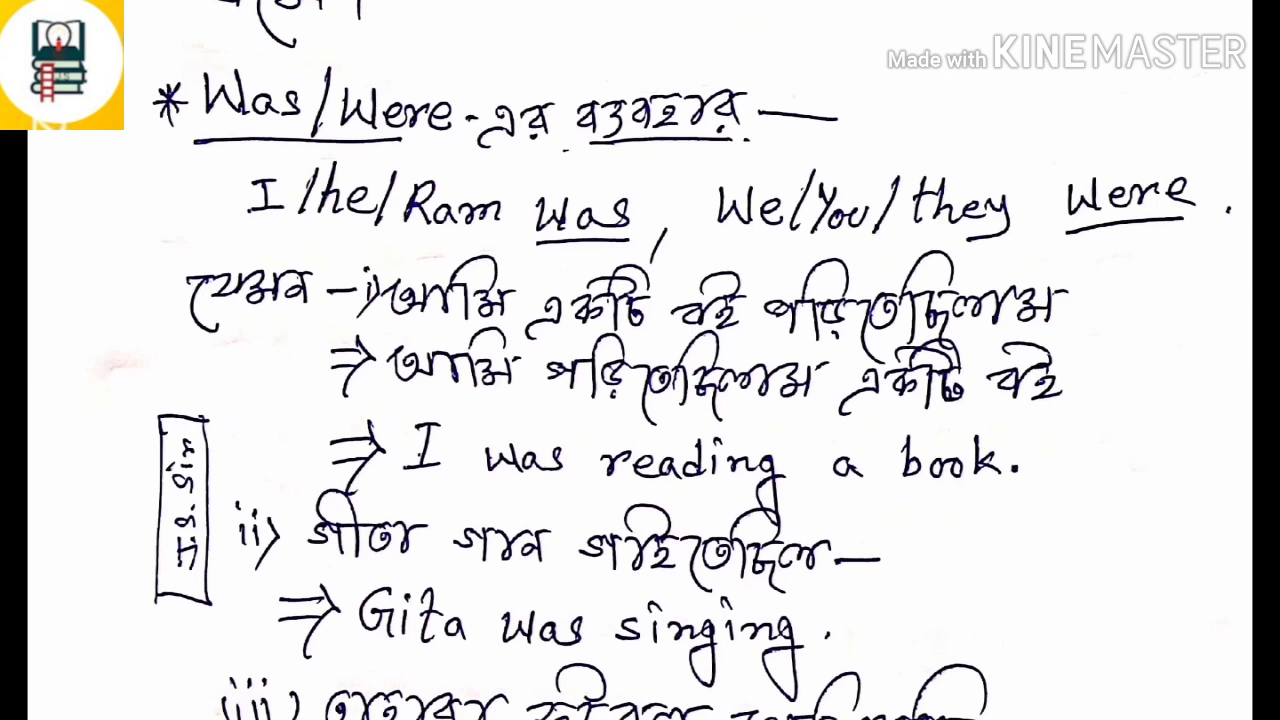 Made with KINEMASTER
* Was/Were-এর ব্যবহার —
I/he/Ram was, We/You/they were.
যেমন - i) আমি একটি বই পড়িতেছিলাম
⇒ আমি পড়িতেছিলাম একটি বই
⇒ I was reading a book.
ii) গীতা গান গাইতেছিল —
⇒ Gita was singing.
iii)